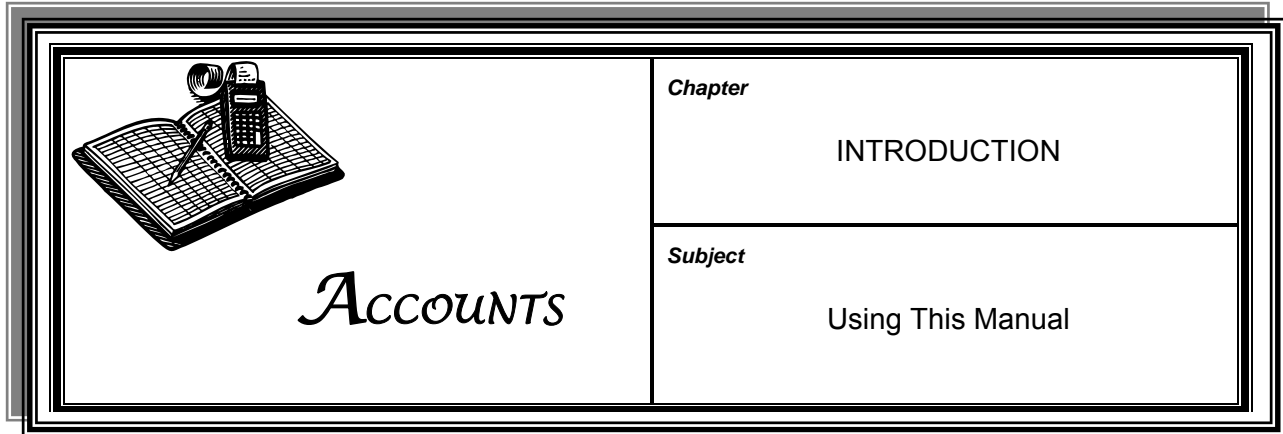 Chapter
INTRODUCTION
ACCOUNTS
Subject
Using This Manual